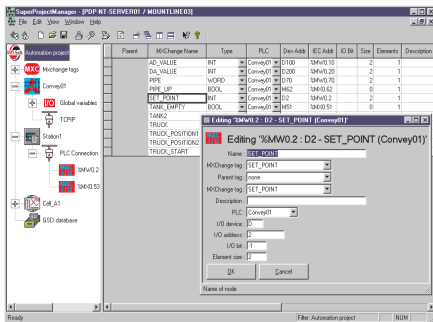 SuperProjectManager - [PDP-NT-SERVER01 / MOUNTLINE03]
File Edit View Window Help
Parent MXChange Name Type PLC Dev Addr IEC Addr IO Bit Size Elements Description
Automation project
MXC Mxchange tags
Convey01
I/O Global variables
TCPIP
Station1
PLC Connection
%MW0.2
%MX0.53
Cell_A1
GSD database
AD_VALUE INT Convey01 D100 %MW0.10 2 1
DA_VALUE INT Convey01 D200 %MW0.20 2 1
PIPE WORD Convey01 D70 %MW0.70 2 1
PIPE_UP BOOL Convey01 M62 %MX0.62 0 1
SET_POINT INT Convey01 D2 %MW0.2 2 1
TANK_EMPTY BOOL Convey01 M51 %MX0.51 0 1
TANK2
TRUCK
TRUCK_POSITION1
TRUCK_POSITION2
TRUCK_START
Editing '%MW0.2 : D2 - SET_POINT (Convey01)'
Editing '%MW0.2 : D2 - SET_POINT (Convey01)'
Name : SET_POINT
MXChange tag : SET_POINT
Parent tag : none
MXChange tag : SET_POINT
Description :
PLC : Convey01
I/O device : D
I/O address : 2
I/O bit : -1
Element size : 2
OK Cancel
Name of node
Ready Filter: Automation project NUM